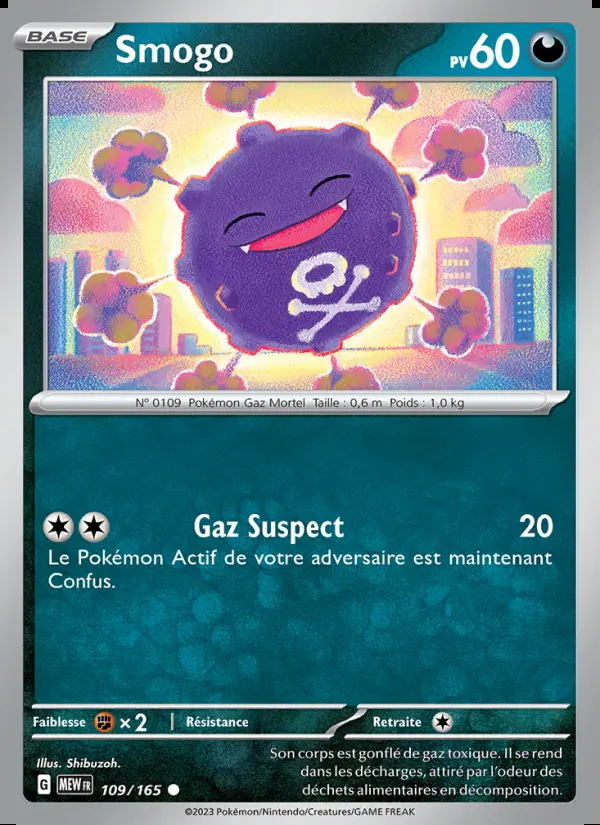 BASE Smogo PV60
N° 0109 Pokémon Gaz Mortel Taille : 0,6 m Poids : 1,0 kg
Gaz Suspect 20
Le Pokémon Actif de votre adversaire est maintenant
Confus.
Faiblesse ×2 Résistance Retraite
Illus. Shibuzoh.
G MEW FR 109/165
Son corps est gonflé de gaz toxique. Il se rend
dans les décharges, attiré par l'odeur des
déchets alimentaires en décomposition.
©2023 Pokémon/Nintendo/Creatures/GAME FREAK